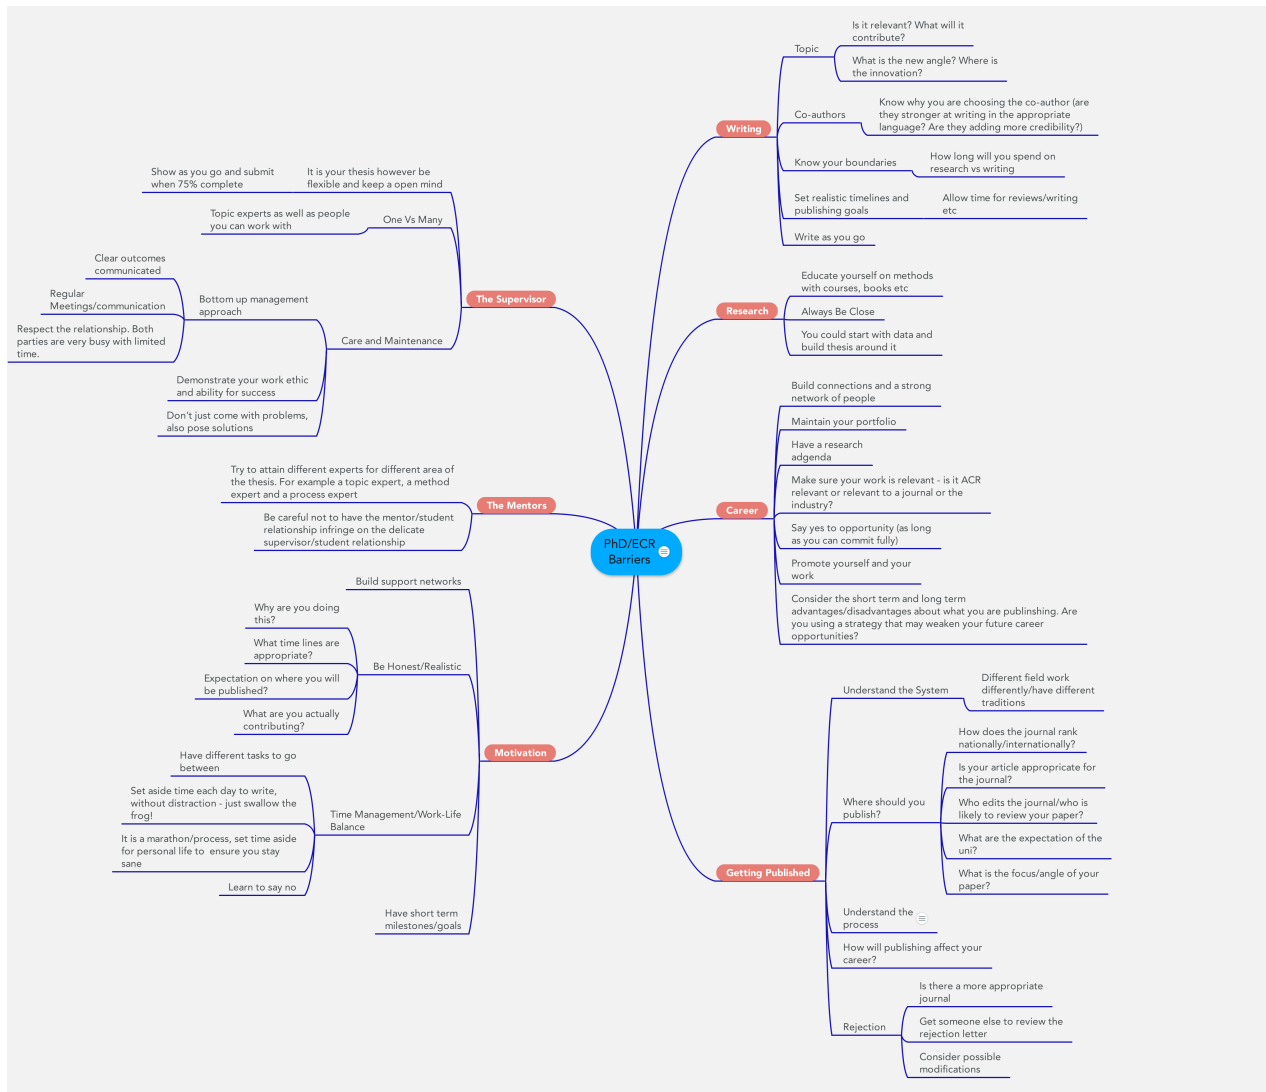 PhD/ECR
Barriers
Writing
Topic
Is it relevant? What will it
contribute?
What is the new angle? Where is
the innovation?
Co-authors
Know why you are choosing the co-author (are
they stronger at writing in the appropriate
language? Are they adding more credibility?)
Know your boundaries
How long will you spend on
research vs writing
Set realistic timelines and
publishing goals
Allow time for reviews/writing
etc
Write as you go
Research
Educate yourself on methods
with courses, books etc
Always Be Close
You could start with data and
build thesis around it
Career
Build connections and a strong
network of people
Maintain your portfolio
Have a research
adgenda
Make sure your work is relevant - is it ACR
relevant or relevant to a journal or the
industry?
Say yes to opportunity (as long
as you can commit fully)
Promote yourself and your
work
Consider the short term and long term
advantages/disadvantages about what you are publinshing. Are
you using a strategy that may weaken your future career
opportunities?
Getting Published
Understand the System
Different field work
differently/have different
traditions
Where should you
publish?
How does the journal rank
nationally/internationally?
Is your article appropricate for
the journal?
Who edits the journal/who is
likely to review your paper?
What are the expectation of the
uni?
What is the focus/angle of your
paper?
Understand the
process
How will publishing affect your
career?
Rejection
Is there a more appropriate
journal
Get someone else to review the
rejection letter
Consider possible
modifications
The Supervisor
It is your thesis however be
flexible and keep a open mind
Show as you go and submit
when 75% complete
One Vs Many
Topic experts as well as people
you can work with
Care and Maintenance
Bottom up management
approach
Clear outcomes
communicated
Regular
Meetings/communication
Respect the relationship. Both
parties are very busy with limited
time.
Demonstrate your work ethic
and ability for success
Don't just come with problems,
also pose solutions
The Mentors
Try to attain different experts for different area of
the thesis. For example a topic expert, a method
expert and a process expert
Be careful not to have the mentor/student
relationship infringe on the delicate
supervisor/student relationship
Motivation
Build support networks
Be Honest/Realistic
Why are you doing
this?
What time lines are
appropriate?
Expectation on where you will
be published?
What are you actually
contributing?
Time Management/Work-Life
Balance
Have different tasks to go
between
Set aside time each day to write,
without distraction - just swallow the
frog!
It is a marathon/process, set time aside
for personal life to ensure you stay
sane
Learn to say no
Have short term
milestones/goals